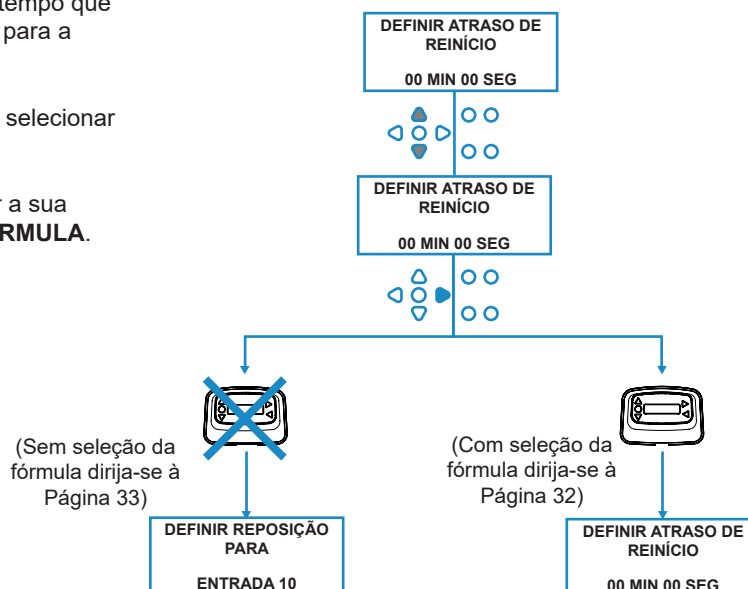 tempo que
para a
selecionar
a sua
RMULA.
DEFINIR ATRASO DE
REINÍCIO
00 MIN 00 SEG
DEFINIR ATRASO DE
REINÍCIO
00 MIN 00 SEG
(Sem seleção da
fórmula dirija-se à
Página 33)
(Com seleção da
fórmula dirija-se à
Página 32)
DEFINIR REPOSIÇÃO
PARA
ENTRADA 10
DEFINIR ATRASO DE
REINÍCIO
00 MIN 00 SEG